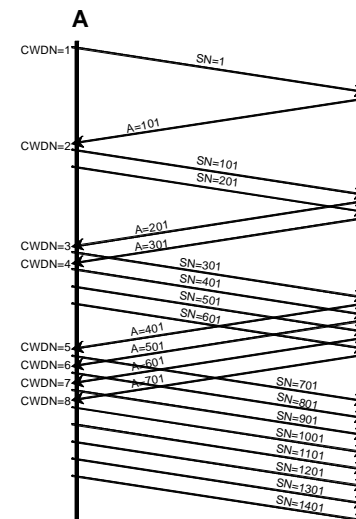 A
CWDN=1
SN=1
A=101
CWDN=2
SN=101
SN=201
A=201
A=301
CWDN=3
CWDN=4
SN=301
SN=401
SN=501
SN=601
A=401
A=501
A=601
A=701
CWDN=5
CWDN=6
CWDN=7
CWDN=8
SN=701
SN=801
SN=901
SN=1001
SN=1101
SN=1201
SN=1301
SN=1401